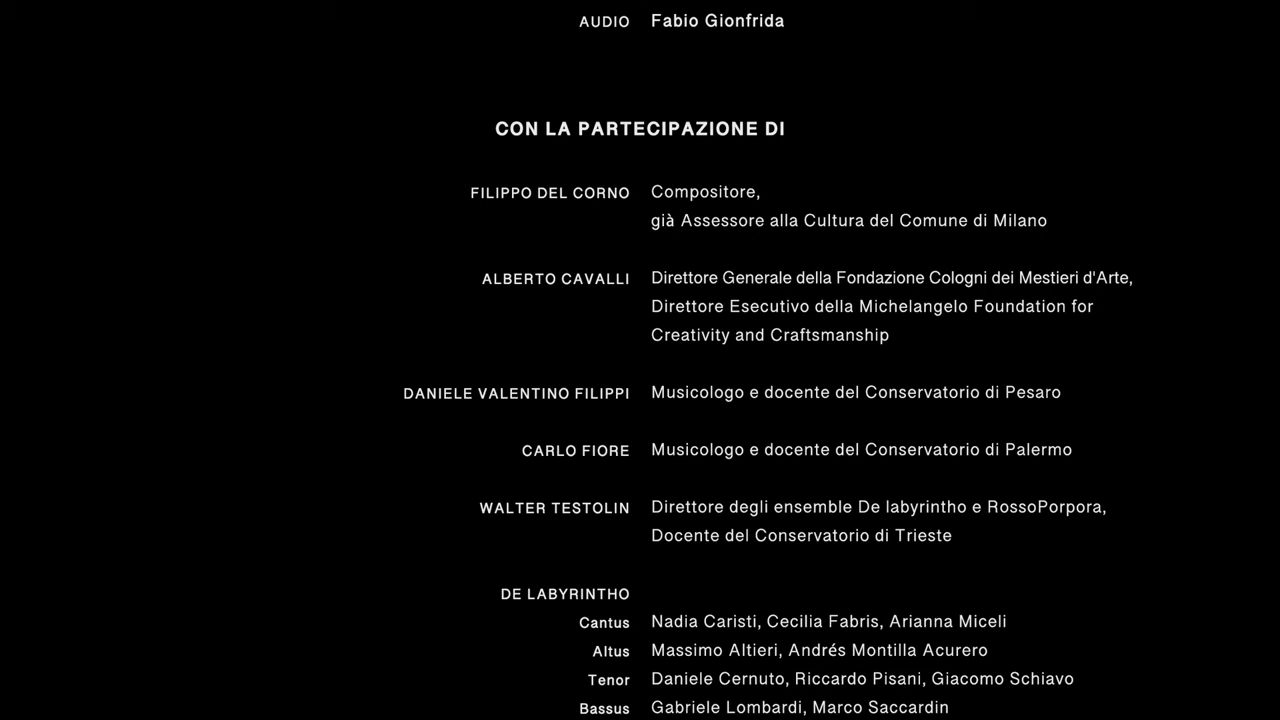 AUDIO Fabio Gionfrida
CON LA PARTECIPAZIONE DI
FILIPPO DEL CORNO Compositore,
già Assessore alla Cultura del Comune di Milano
ALBERTO CAVALLI Direttore Generale della Fondazione Cologni dei Mestieri d'Arte,
Direttore Esecutivo della Michelangelo Foundation for
Creativity and Craftsmanship
DANIELE VALENTINO FILIPPI Musicologo e docente del Conservatorio di Pesaro
CARLO FIORE Musicologo e docente del Conservatorio di Palermo
WALTER TESTOLIN Direttore degli ensemble De labyrintho e RossoPorpora,
Docente del Conservatorio di Trieste
DE LABYRINTHO
Cantus Nadia Caristi, Cecilia Fabris, Arianna Miceli
Altus Massimo Altieri, Andrés Montilla Acurero
Tenor Daniele Cernuto, Riccardo Pisani, Giacomo Schiavo
Bassus Gabriele Lombardi, Marco Saccardin